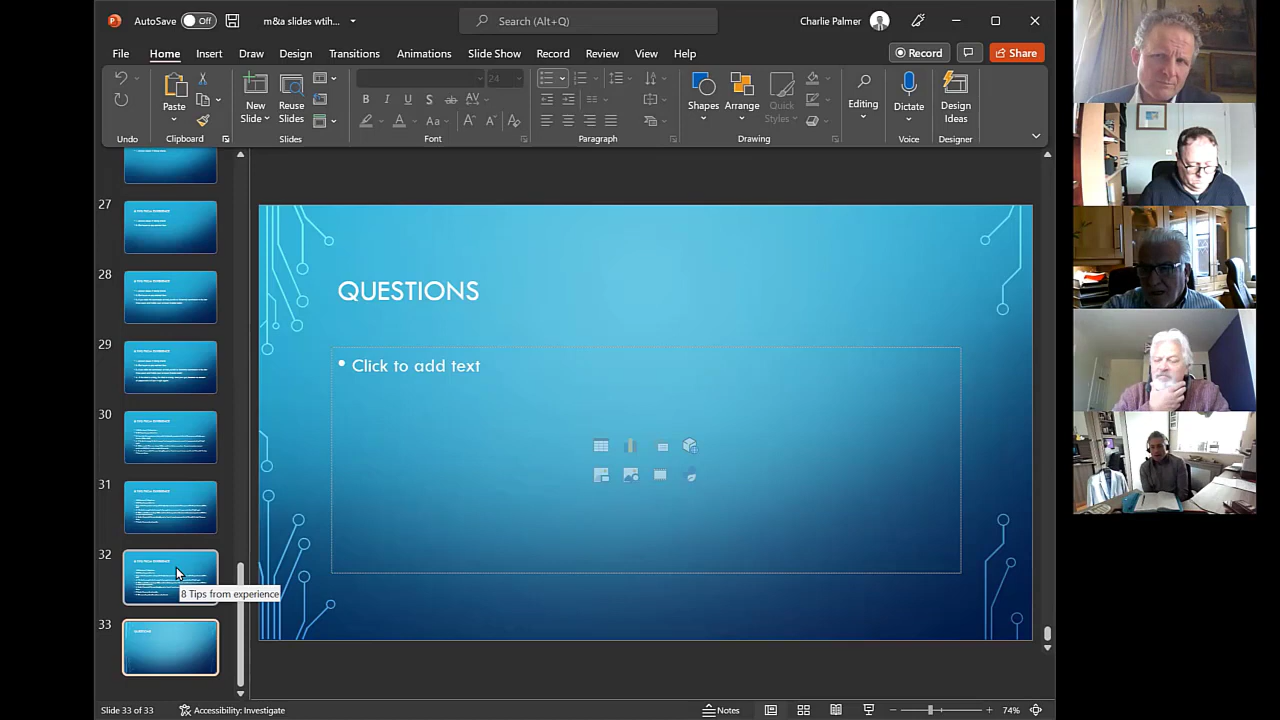 AutoSave Off m&a slides wtih... Search (Alt+Q) Charlie Palmer
File Home Insert Draw Design Transitions Animations Slide Show Record Review View Help Record Share
24
Paste New Slide Reuse Slides Shapes Arrange Quick Styles Editing Dictate Design Ideas
Undo Clipboard Slides Font Paragraph Drawing Voice Designer
27
28
29
30
31
32
8 Tips from experience
33
QUESTIONS
• Click to add text
Slide 33 of 33 Accessibility: Investigate Notes 74%